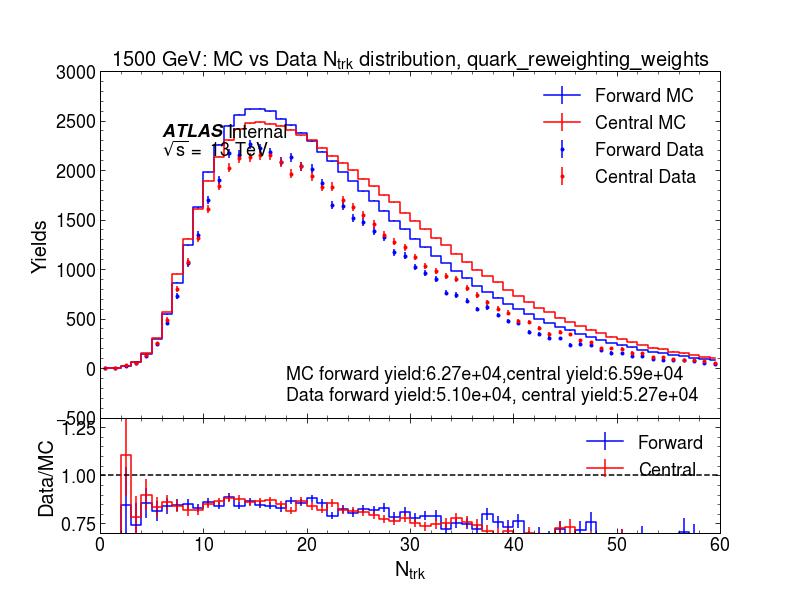 1500 GeV: MC vs Data Ntrk distribution, quark_reweighting_weights
3000
2500
2000
1500
1000
500
0
−500
Yields
ATLAS Internal
√s = 13 TeV
Forward MC
Central MC
Forward Data
Central Data
MC forward yield:6.27e+04,central yield:6.59e+04
Data forward yield:5.10e+04, central yield:5.27e+04
1.25
1.00
0.75
Data/MC
Forward
Central
0 10 20 30 40 50 60
Ntrk